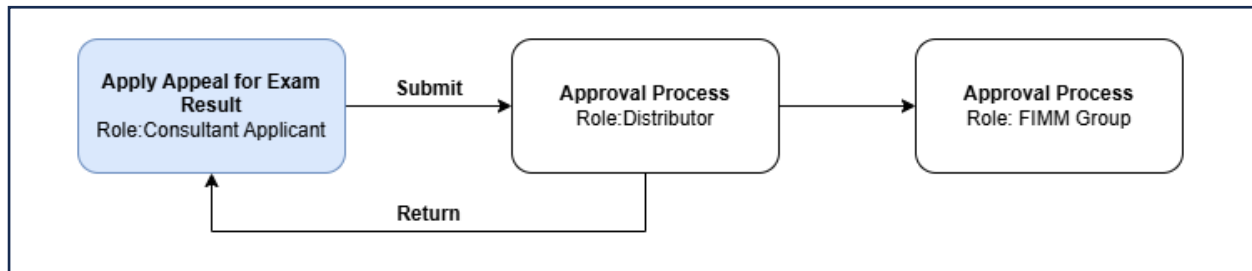 Apply Appeal for Exam
Result
Role:Consultant Applicant
Submit
Approval Process
Role:Distributor
Approval Process
Role: FIMM Group
Return